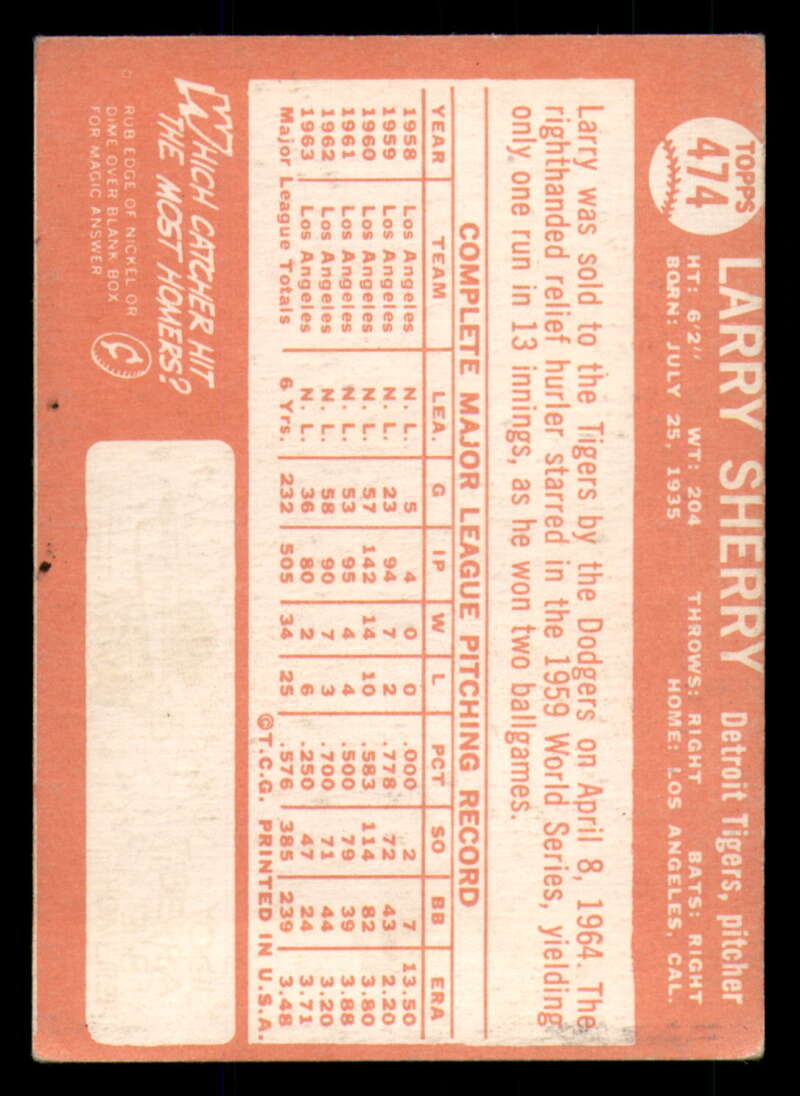 TOPPS
474
LARRY SHERRY Detroit Tigers, pitcher
HT: 6'2" WT: 204 THROWS: RIGHT BATS: RIGHT
BORN: JULY 25, 1935 HOME: LOS ANGELES, CAL.
Larry was sold to the Tigers by the Dodgers on April 8, 1964. The
righthanded relief hurler starred in the 1959 World Series, yielding
only one run in 13 innings, as he won two ballgames.
COMPLETE MAJOR LEAGUE PITCHING RECORD
YEAR TEAM LEA. G IP W L PCT SO BB ERA
1958 Los Angeles N. L. 5 4 0 0 .000 2 7 13.50
1959 Los Angeles N. L. 23 94 7 2 .778 72 43 2.20
1960 Los Angeles N. L. 57 142 14 10 .583 114 82 3.80
1961 Los Angeles N. L. 53 95 4 4 .500 79 39 3.88
1962 Los Angeles N. L. 58 90 7 3 .700 71 44 3.20
1963 Los Angeles N. L. 36 80 2 6 .250 47 24 3.71
Major League Totals 6 Yrs. 232 505 34 25 .576 385 239 3.48
©T.C.G. PRINTED IN U.S.A.
WHICH CATCHER HIT
THE MOST HOMERS?
RUB EDGE OF NICKEL OR
DIME OVER BLANK BOX
FOR MAGIC ANSWER